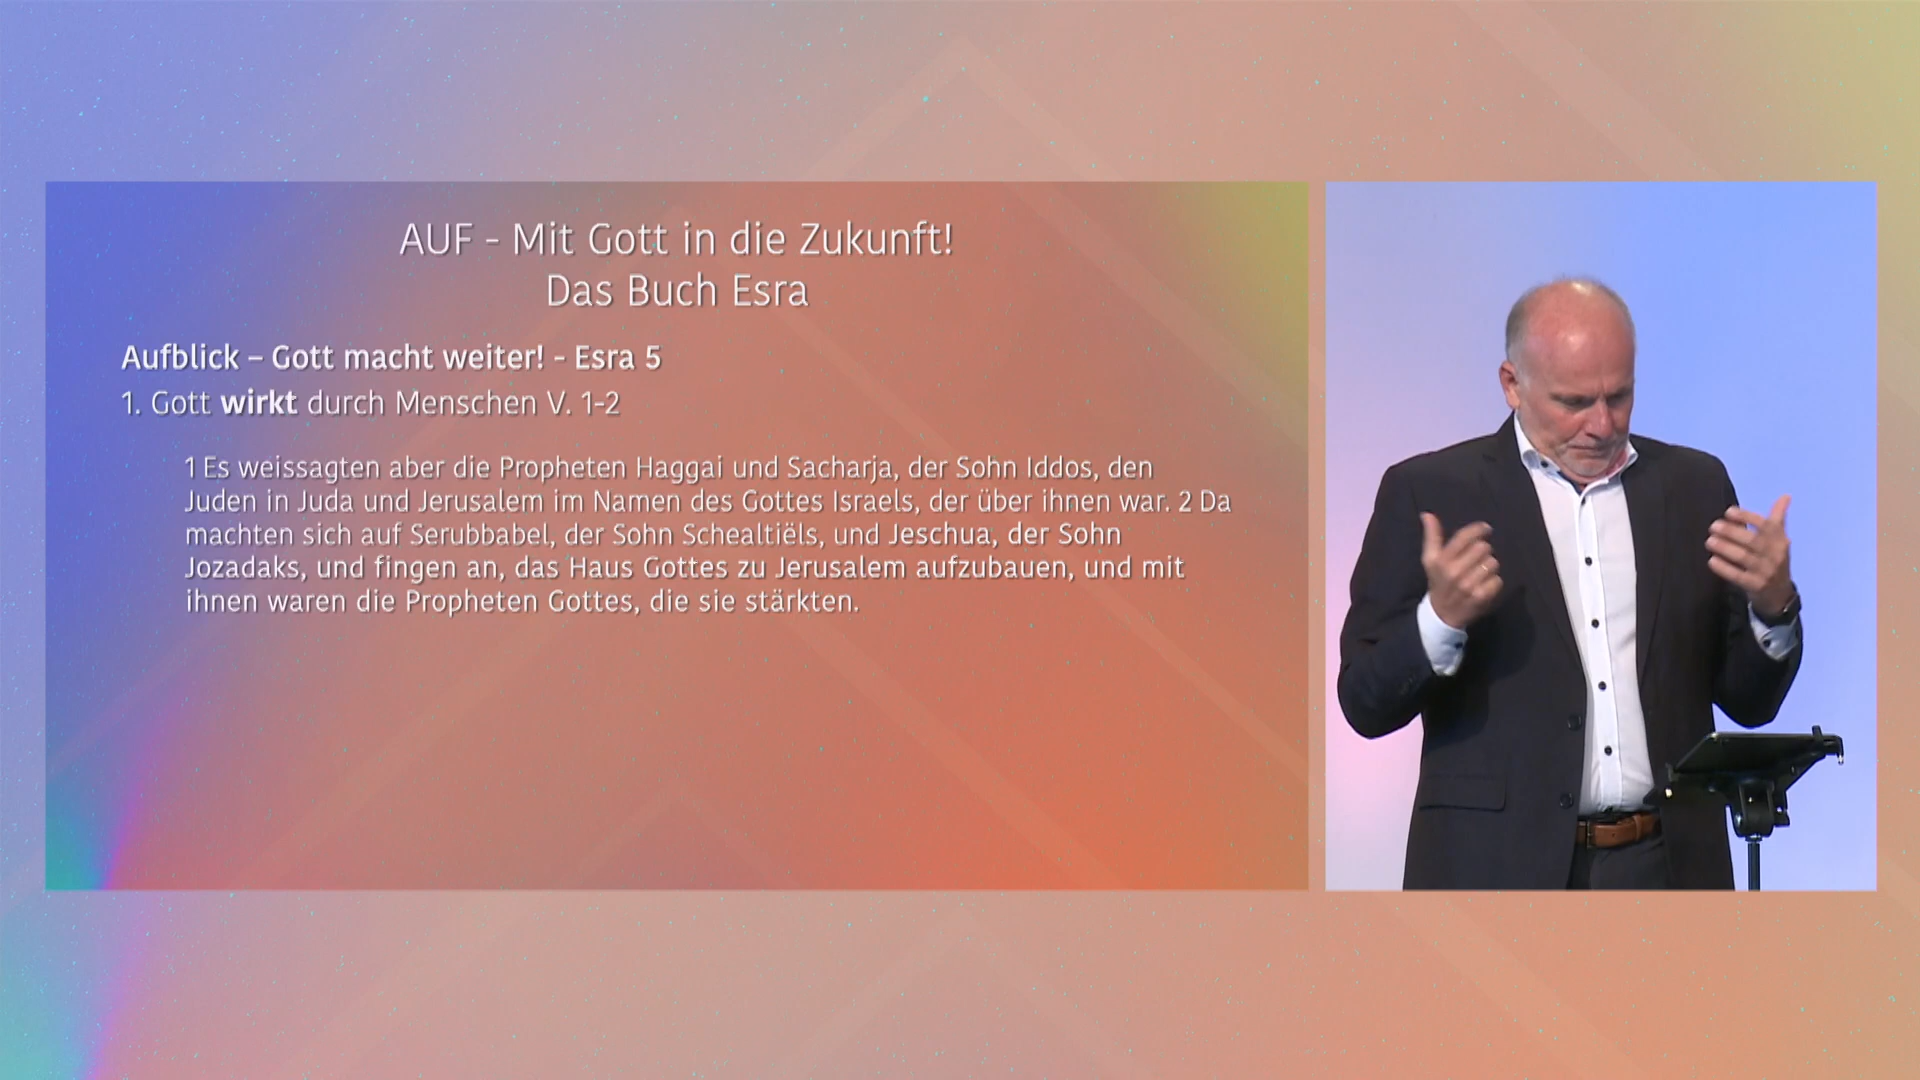 AUF - Mit Gott in die Zukunft!
Das Buch Esra
Aufblick – Gott macht weiter! - Esra 5
1. Gott wirkt durch Menschen V. 1-2
1 Es weissagten aber die Propheten Haggai und Sacharja, der Sohn Iddos, den
Juden in Juda und Jerusalem im Namen des Gottes Israels, der über ihnen war. 2 Da
machten sich auf Serubbabel, der Sohn Schealtiëls, und Jeschua, der Sohn
Jozadaks, und fingen an, das Haus Gottes zu Jerusalem aufzubauen, und mit
ihnen waren die Propheten Gottes, die sie stärkten.